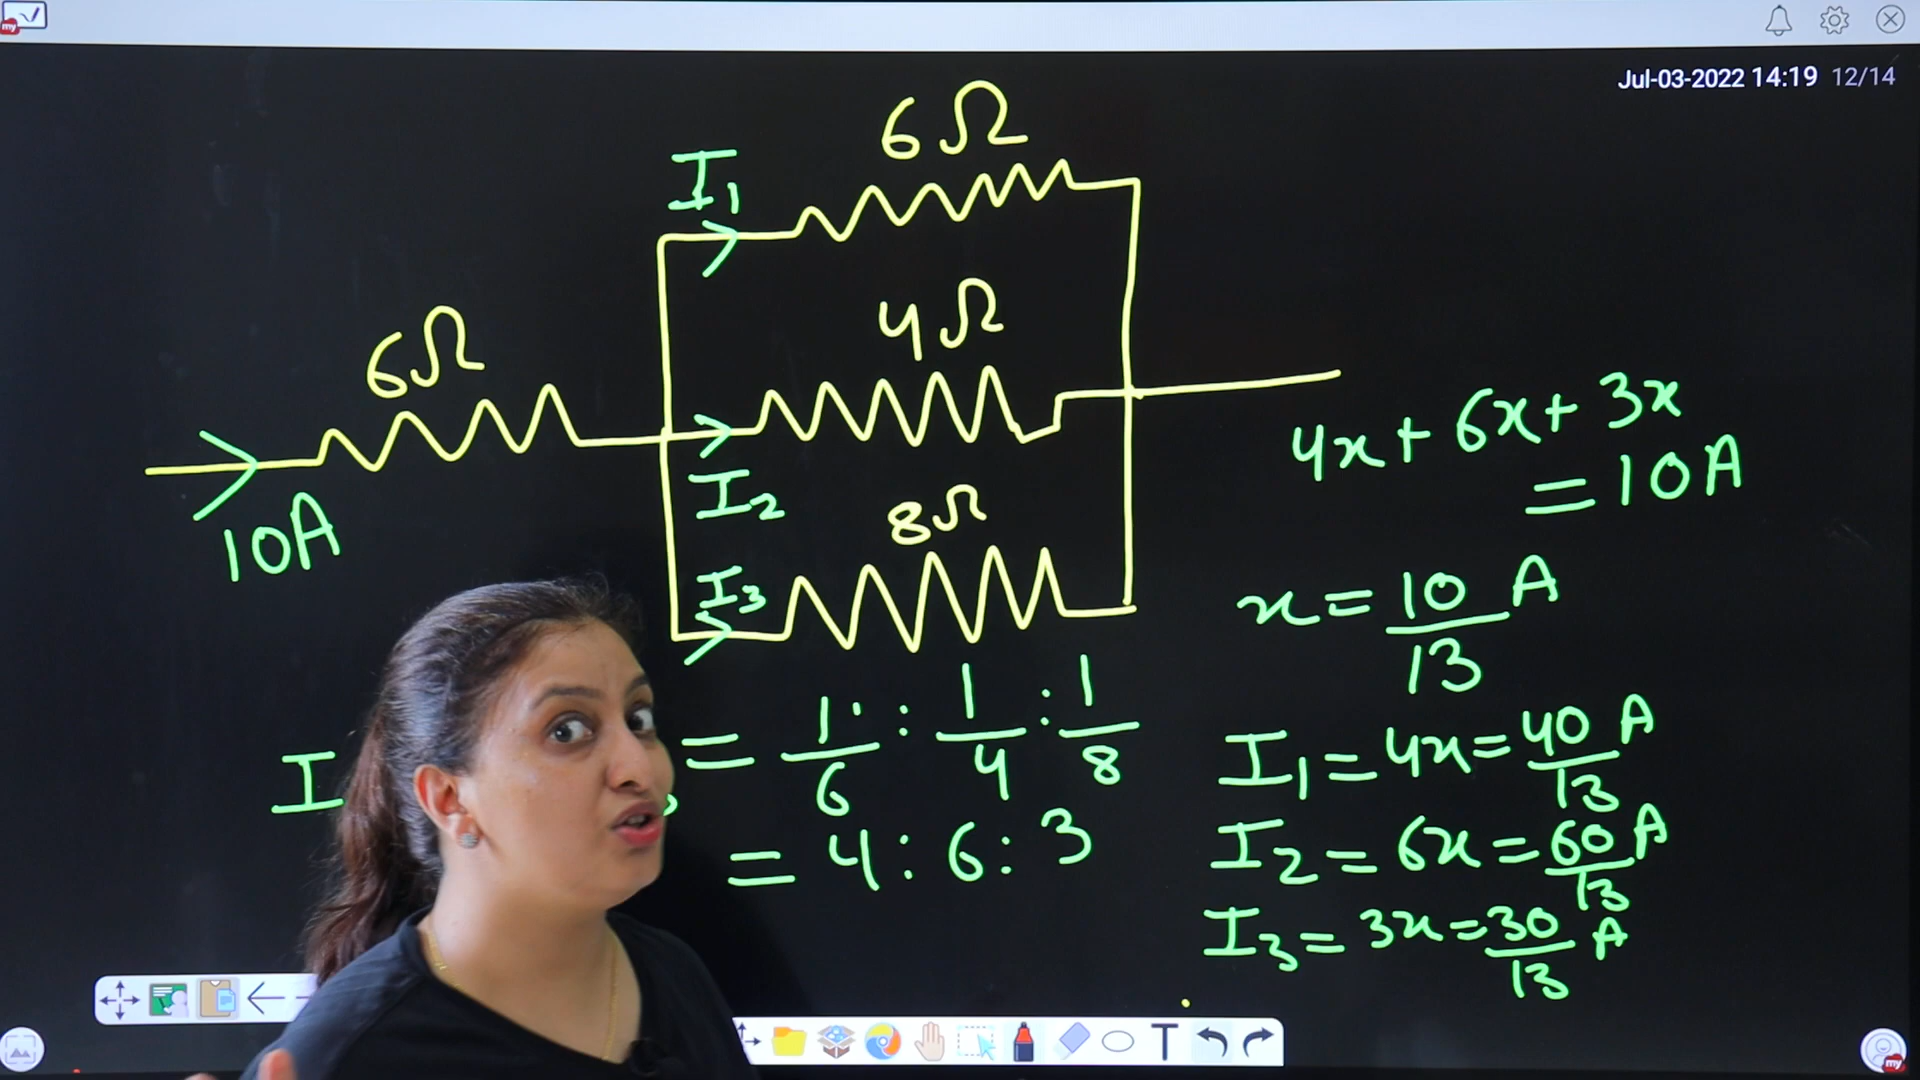 Jul-03-2022 14:19 12/14
6Ω
I1
4Ω
6Ω
I2
10A
8Ω
I3
4x + 6x + 3x
= 10A
x = 10/13 A
I = 1/6 : 1/4 : 1/8
= 4 : 6 : 3
I1 = 4x = 40/13 A
I2 = 6x = 60/13 A
I3 = 3x = 30/13 A
T
my
my